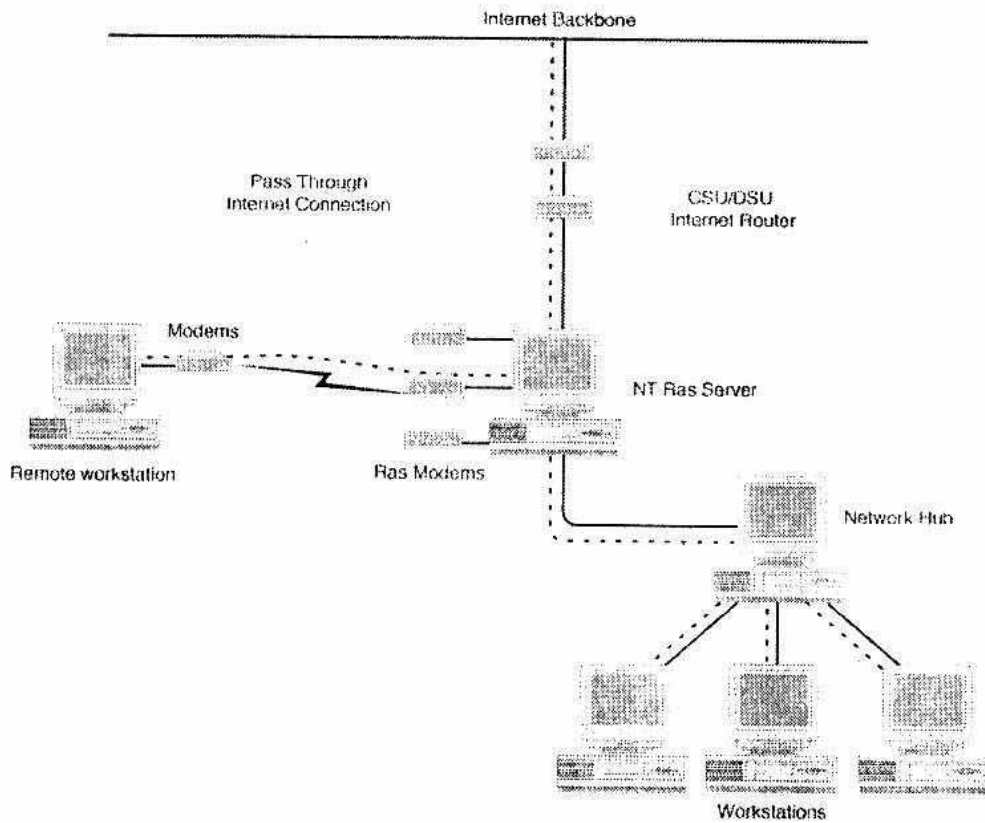 Internet Backbone
Pass Through
Internet Connection
CSU/DSU
Internet Router
Modems
NT Ras Server
Remote workstation
Ras Modems
Network Hub
Workstations